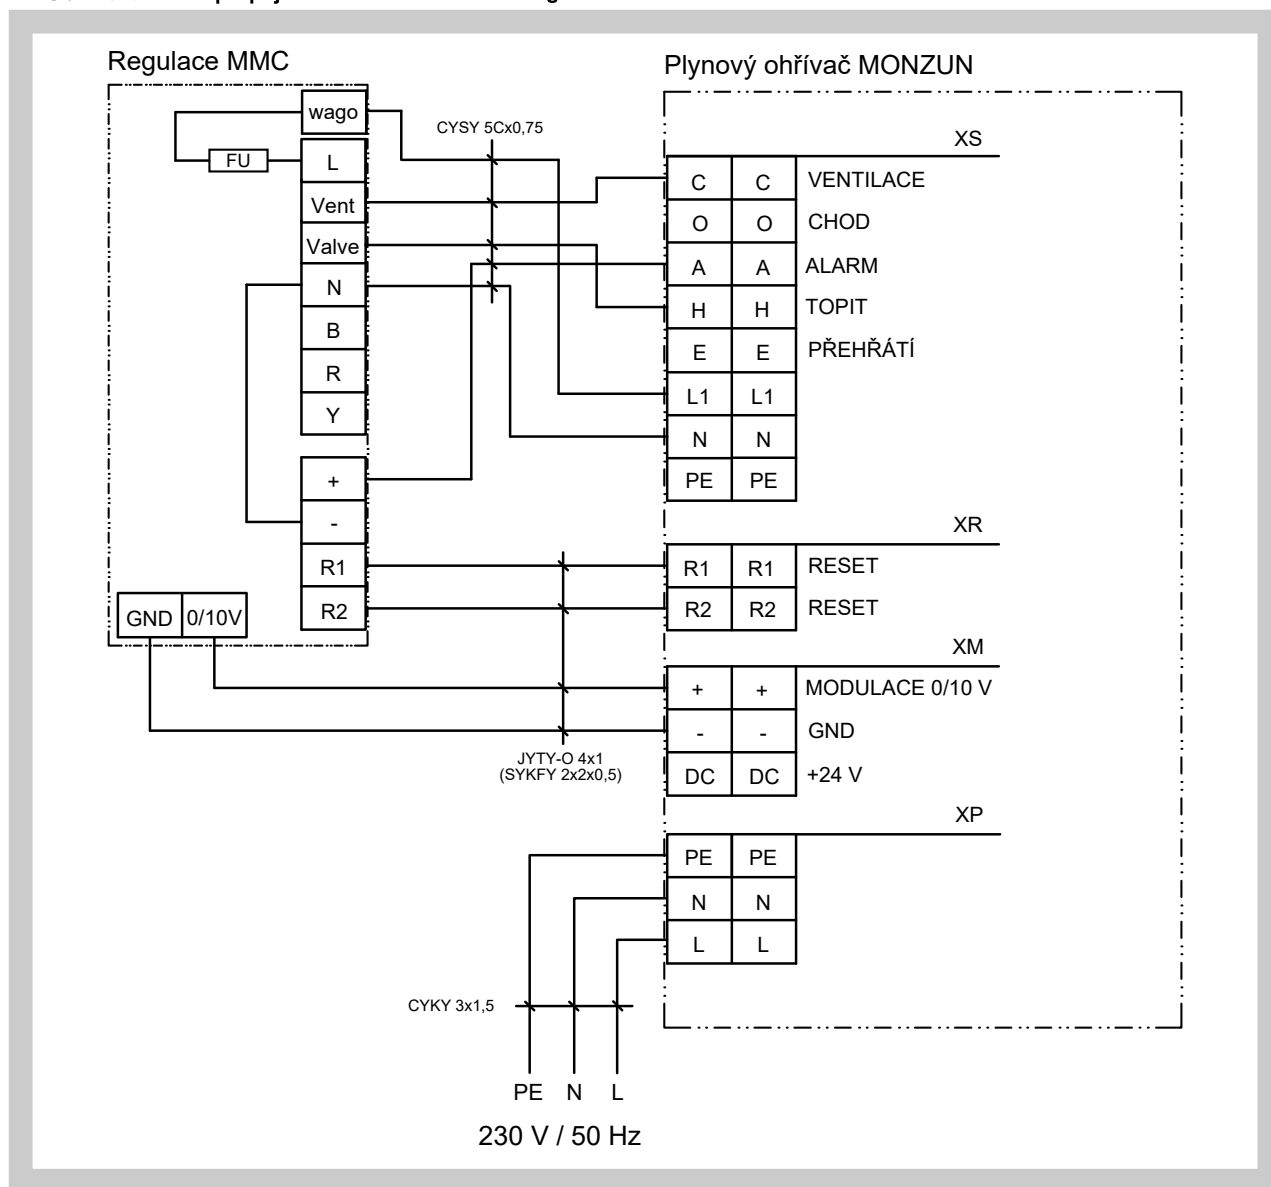 Regulace MMC
Plynový ohřívač MONZUN
wago
CYSY 5Cx0,75
XS
FU
L
C C VENTILACE
Vent
O O CHOD
Valve
A A ALARM
N
H H TOPIT
B
E E PŘEHŘÁTÍ
R
L1 L1
Y
N N
+
PE PE
-
XR
R1
R1 R1 RESET
R2
R2 R2 RESET
GND 0/10V
XM
+ + MODULACE 0/10 V
- - GND
JYTY-O 4x1
(SYKFY 2x2x0,5)
DC DC +24 V
XP
PE PE
N N
L L
CYKY 3x1,5
PE N L
230 V / 50 Hz